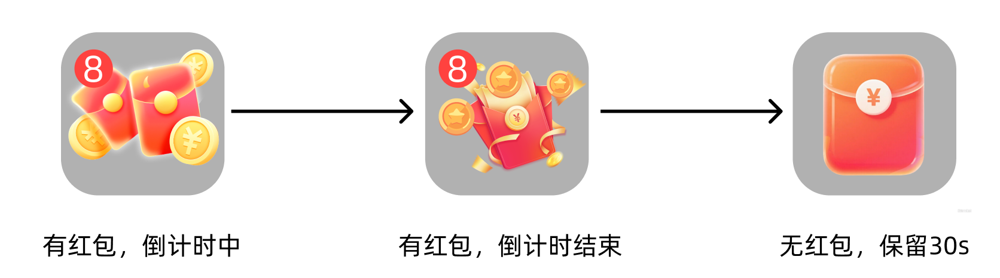 8
8
¥ ¥ ¥
¥
¥
有红包，倒计时中
有红包，倒计时结束
无红包，保留30s